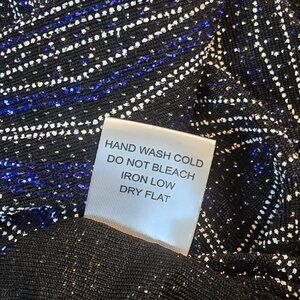 HAND WASH COLD
DO NOT BLEACH
IRON LOW
DRY FLAT